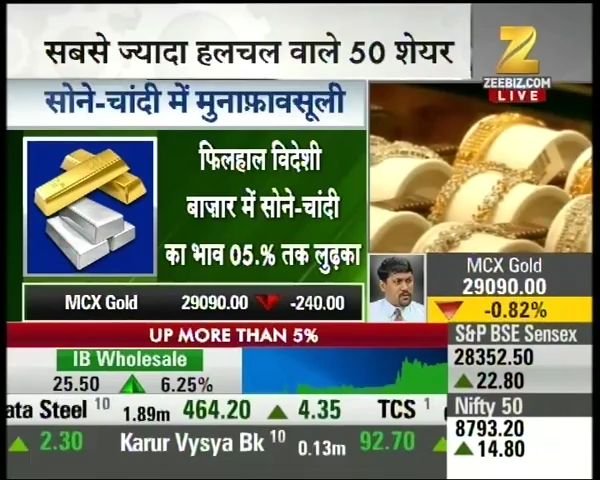 सबसे ज्यादा हलचल वाले 50 शेयर
Z
ZEEBIZ.COM
LIVE
सोने-चांदी में मुनाफ़ावसूली
फिलहाल विदेशी
बाज़ार में सोने-चांदी
का भाव 05.% तक लुढ़का
MCX Gold 29090.00 -240.00
MCX Gold
29090.00
-0.82%
UP MORE THAN 5%
IB Wholesale
25.50 6.25%
S&P BSE Sensex
28352.50
22.80
ata Steel 10 1.89m 464.20 4.35 TCS 1
Nifty 50
8793.20
14.80
2.30 Karur Vysya Bk 10 0.13m 92.70